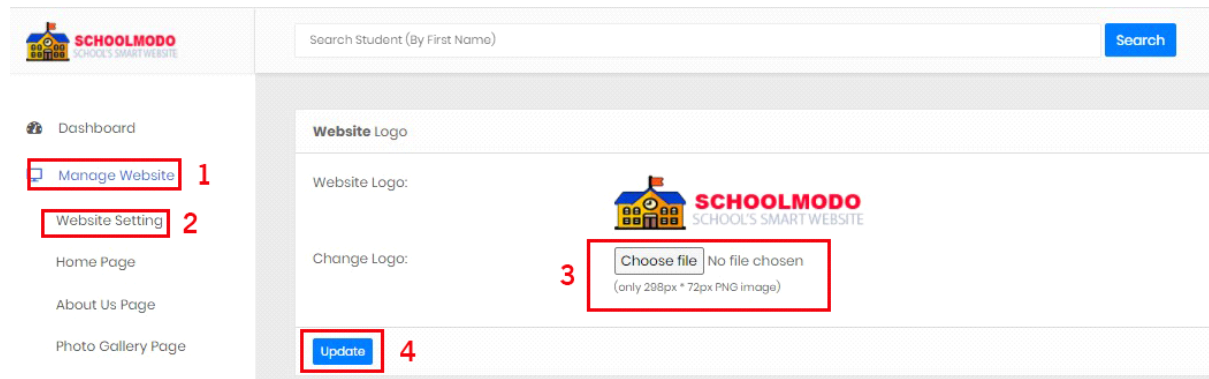 SCHOOLMODO
SCHOOL'S SMART WEBSITE
Search Student (By First Name)
Search
Dashboard
Manage Website
1
Website Setting
2
Home Page
About Us Page
Photo Gallery Page
Website Logo
Website Logo:
SCHOOLMODO
SCHOOL'S SMART WEBSITE
Change Logo:
3
Choose file No file chosen
(only 298px * 72px PNG image)
Update
4